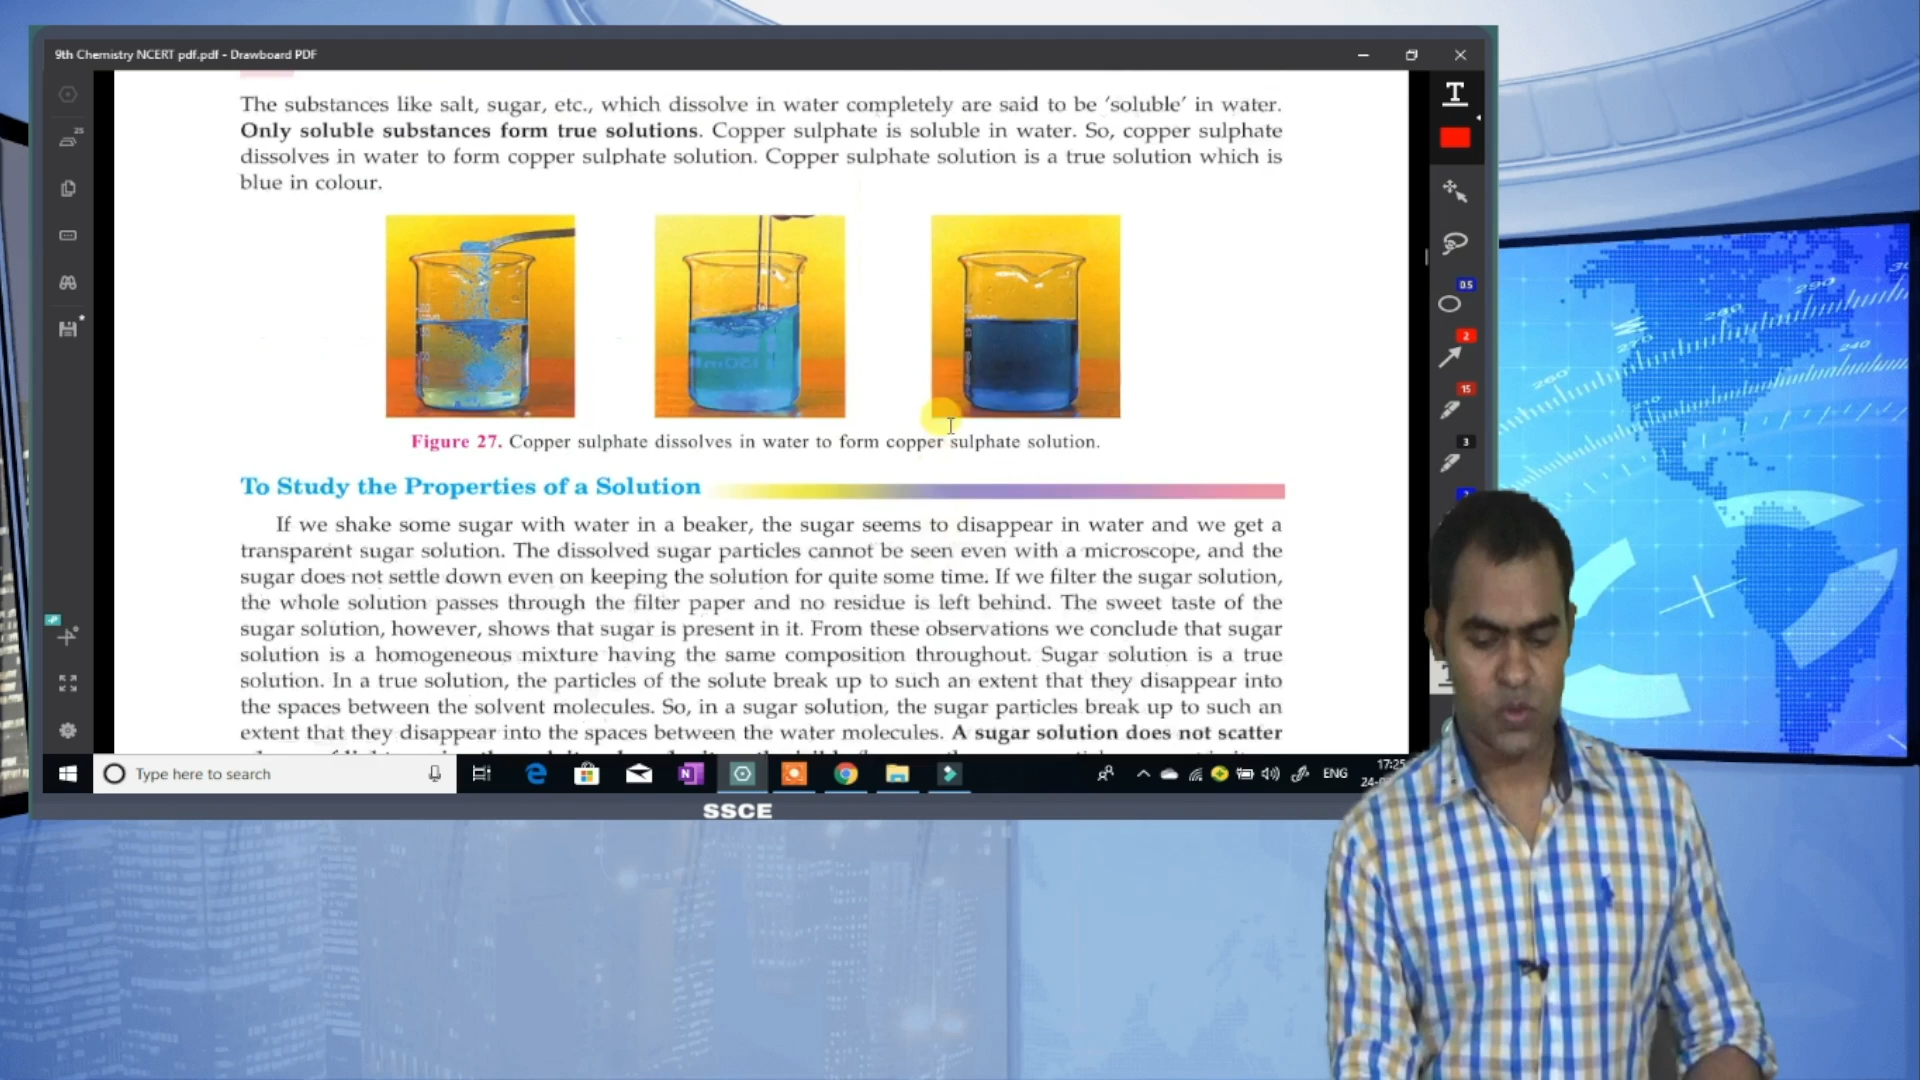 9th Chemistry NCERT pdf.pdf - Drawboard PDF
The substances like salt, sugar, etc., which dissolve in water completely are said to be ‘soluble’ in water.
Only soluble substances form true solutions. Copper sulphate is soluble in water. So, copper sulphate
dissolves in water to form copper sulphate solution. Copper sulphate solution is a true solution which is
blue in colour.
Figure 27. Copper sulphate dissolves in water to form copper sulphate solution.
To Study the Properties of a Solution
If we shake some sugar with water in a beaker, the sugar seems to disappear in water and we get a
transparent sugar solution. The dissolved sugar particles cannot be seen even with a microscope, and the
sugar does not settle down even on keeping the solution for quite some time. If we filter the sugar solution,
the whole solution passes through the filter paper and no residue is left behind. The sweet taste of the
sugar solution, however, shows that sugar is present in it. From these observations we conclude that sugar
solution is a homogeneous mixture having the same composition throughout. Sugar solution is a true
solution. In a true solution, the particles of the solute break up to such an extent that they disappear into
the spaces between the solvent molecules. So, in a sugar solution, the sugar particles break up to such an
extent that they disappear into the spaces between the water molecules. A sugar solution does not scatter
25
T
0.5
2
15
3
Type here to search
N
ENG
17:25
SSCE
290
280
270
260
240